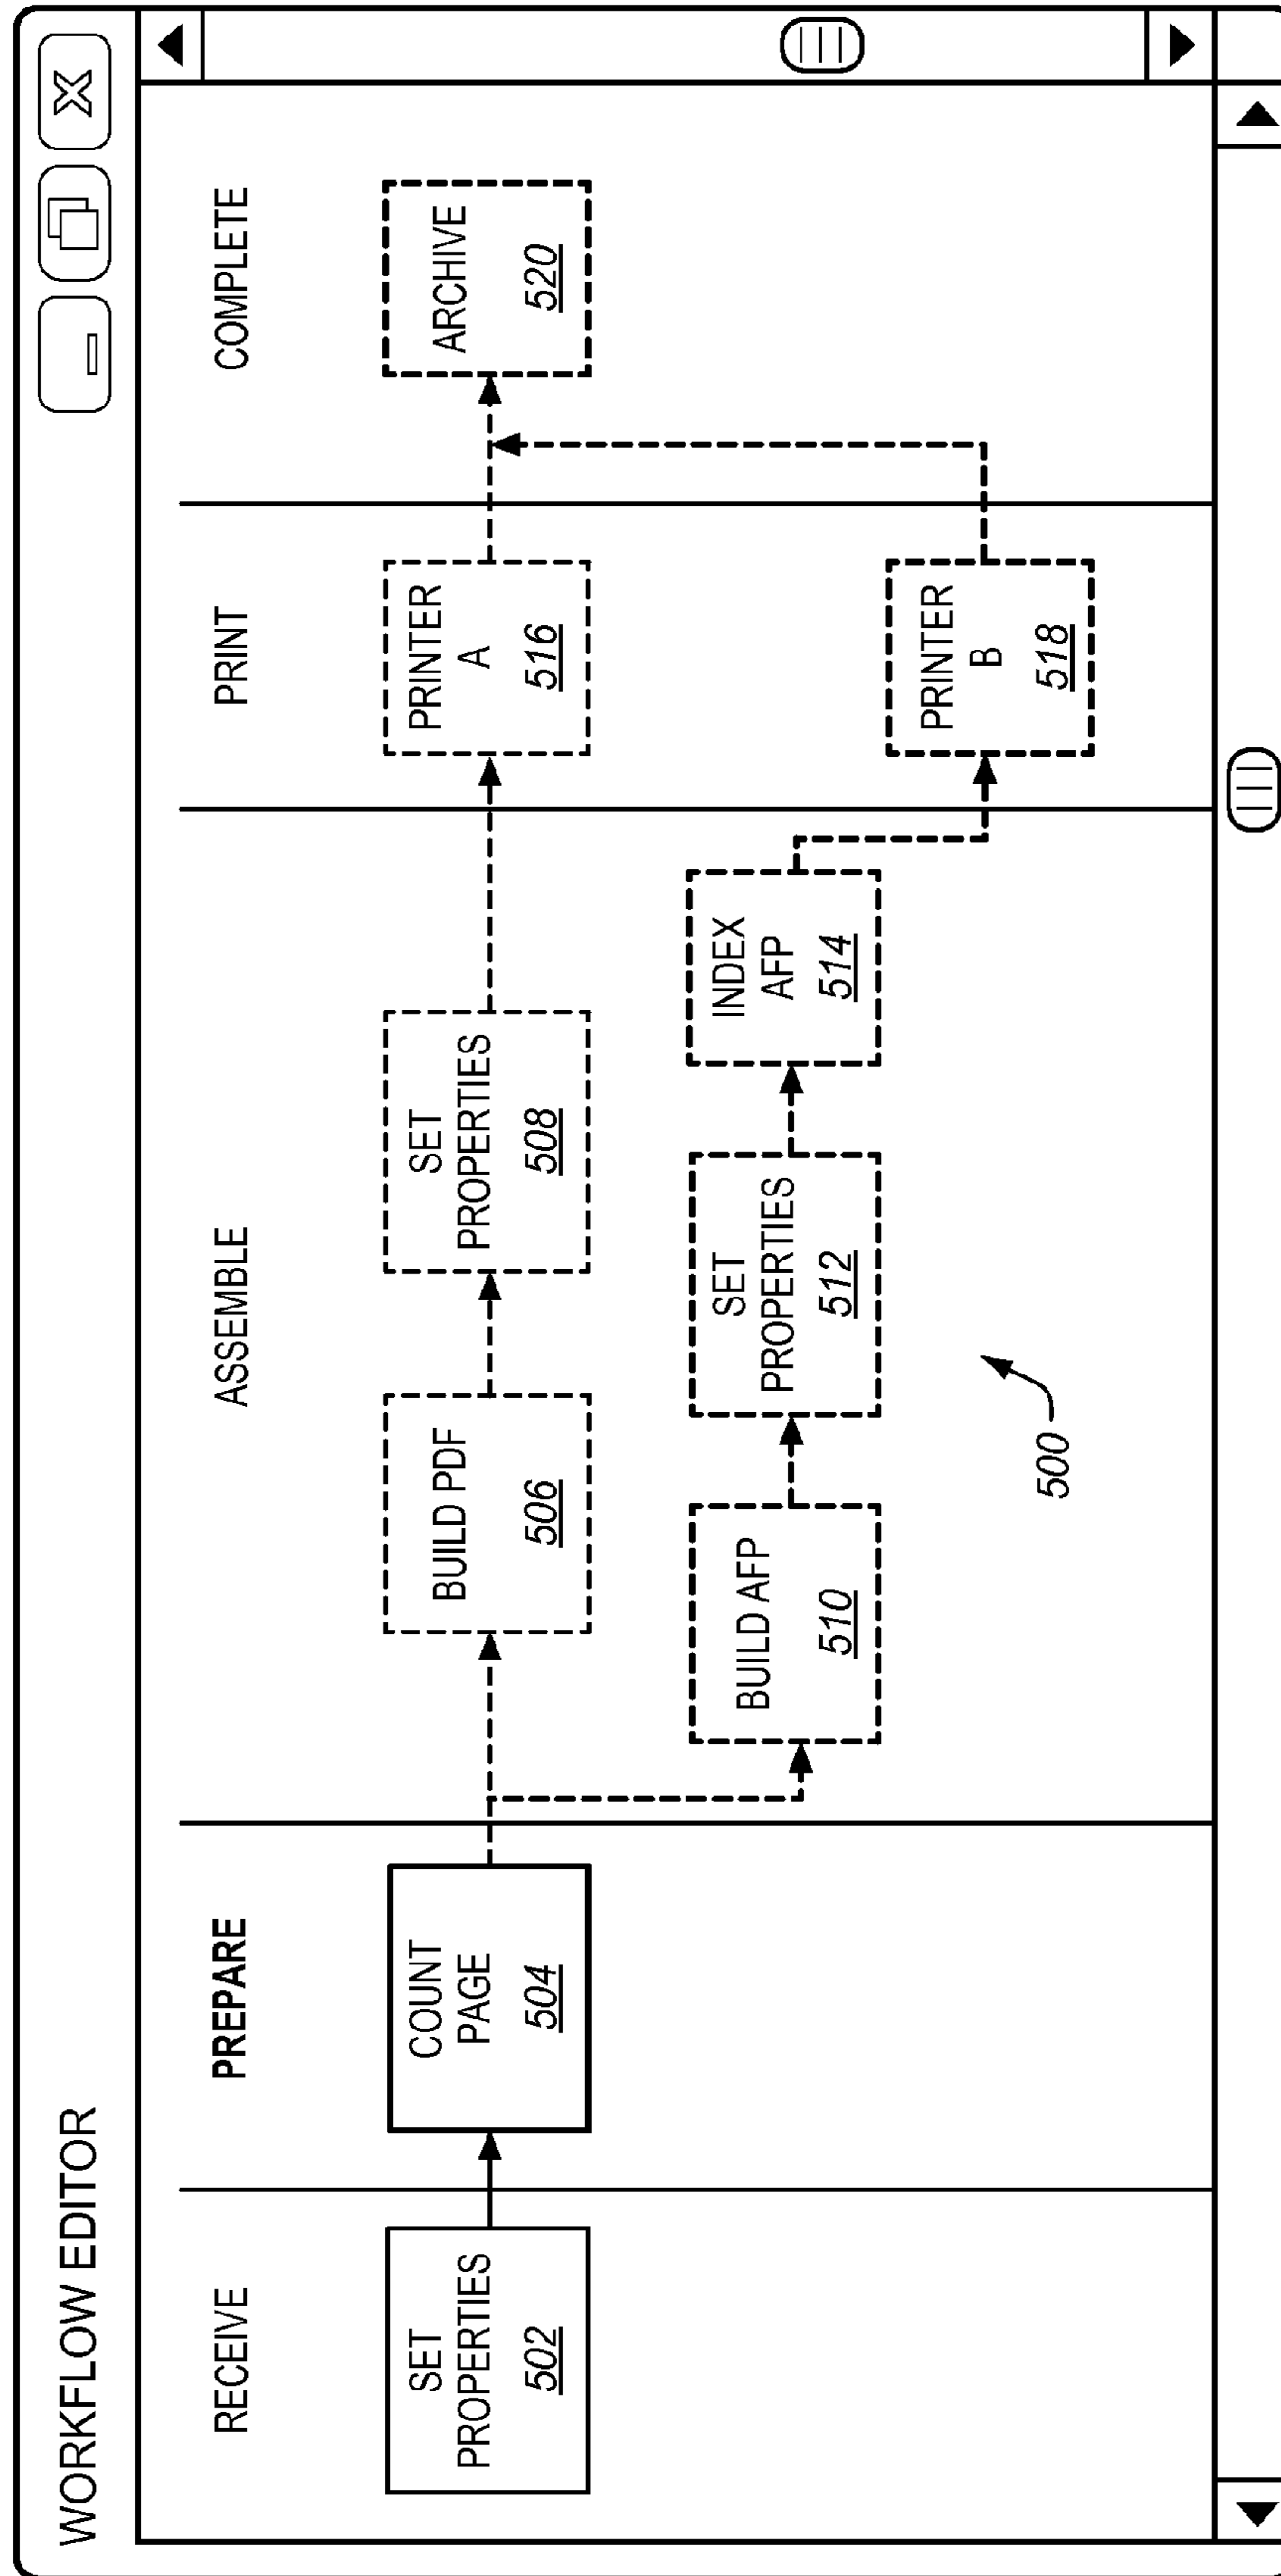 WORKFLOW EDITOR
X
RECEIVE
PREPARE
ASSEMBLE
PRINT
COMPLETE
SET
PROPERTIES
502
COUNT
PAGE
504
BUILD PDF
506
SET
PROPERTIES
508
PRINTER
A
516
ARCHIVE
520
BUILD AFP
510
SET
PROPERTIES
512
INDEX
AFP
514
PRINTER
B
518
500